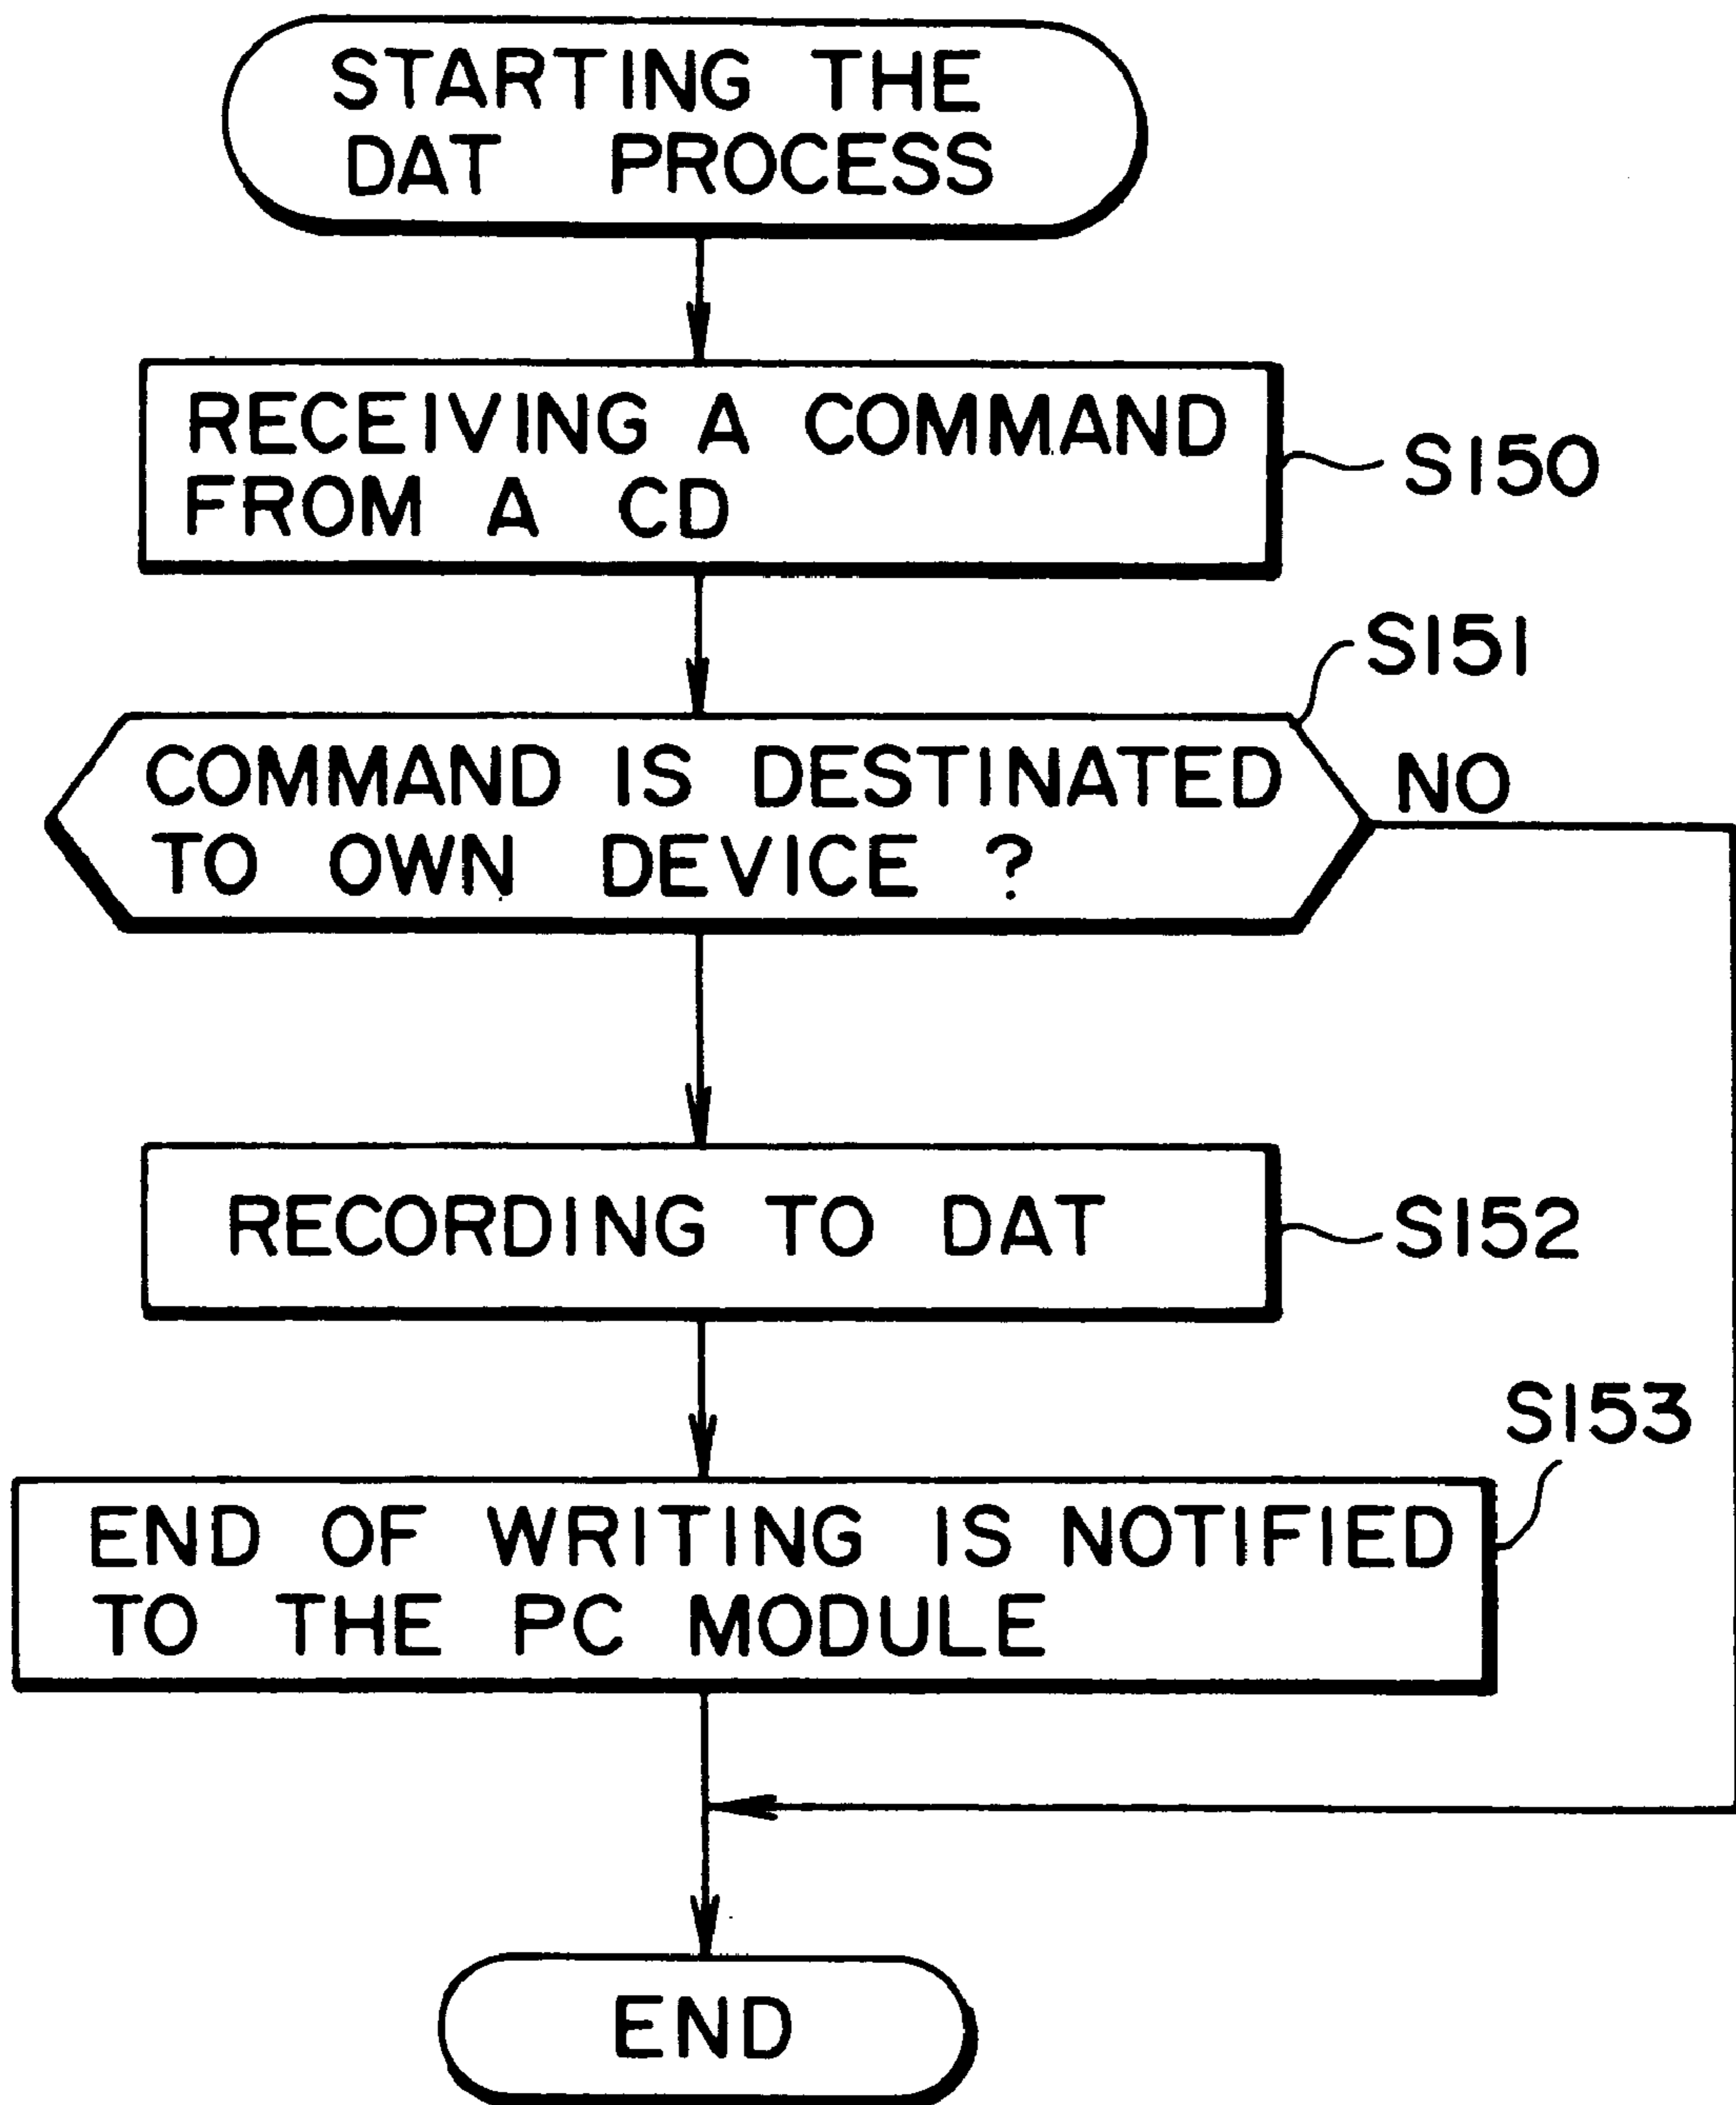 STARTING THE
DAT PROCESS
RECEIVING A COMMAND
FROM A CD
S150
S151
COMMAND IS DESTINATED
TO OWN DEVICE ?
NO
RECORDING TO DAT
S152
S153
END OF WRITING IS NOTIFIED
TO THE PC MODULE
END